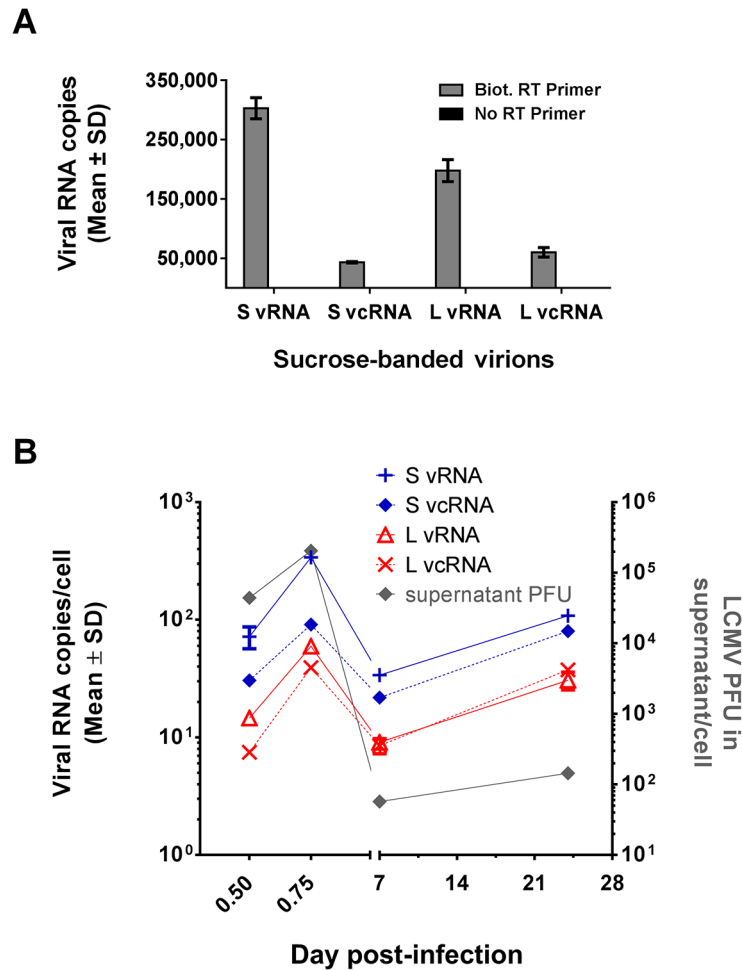 A
Viral RNA copies
(Mean ± SD)
350,000
250,000
150,000
50,000
Biot. RT Primer
No RT Primer
S vRNA S vcRNA L vRNA L vcRNA
Sucrose-banded virions
B
S vRNA
S vcRNA
L vRNA
L vcRNA
supernatant PFU
Viral RNA copies/cell
(Mean ± SD)
10³
10²
10¹
10⁰
10⁶
10⁵
10⁴
10³
10²
10¹
LCMV PFU in
supernatant/cell
0.50 0.75 7 14 21 28
Day post-infection